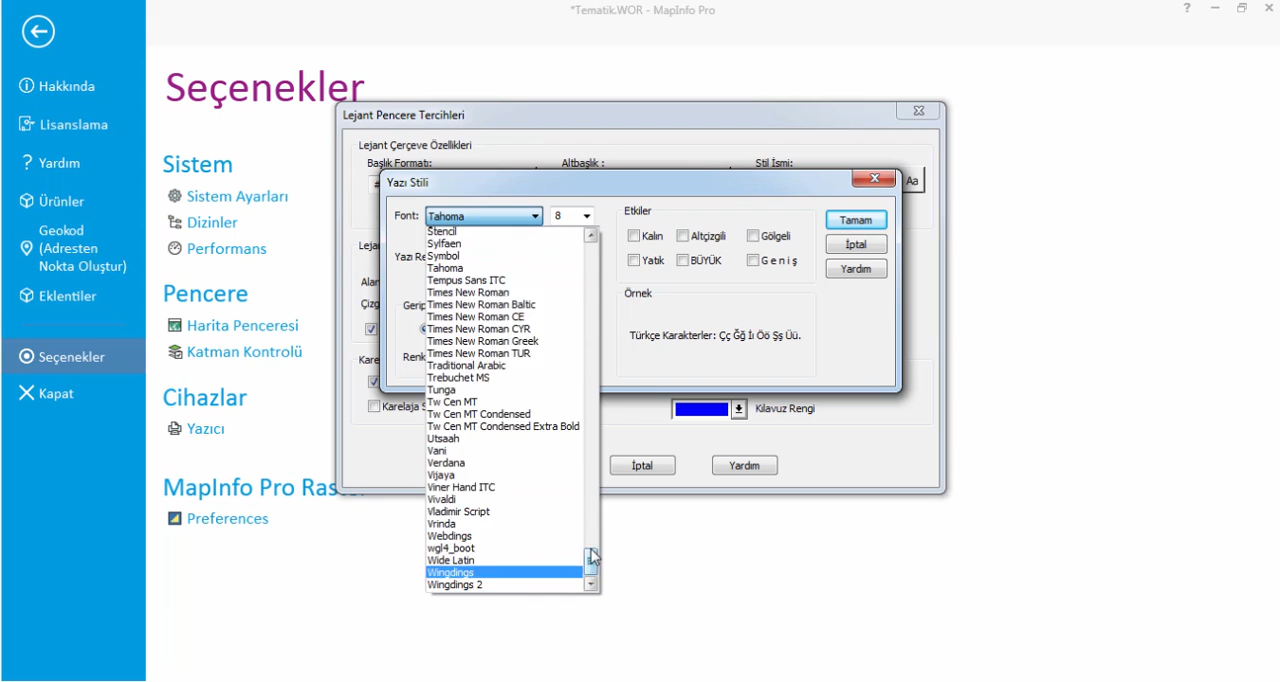 *Tematik.WOR - MapInfo Pro
?
Hakkında
Lisanslama
? Yardım
Ürünler
Geokod
(Adresten
Nokta Oluştur)
Eklentiler
Seçenekler
Kapat
Seçenekler
Sistem
Sistem Ayarları
Dizinler
Performans
Pencere
Harita Penceresi
Katman Kontrolü
Cihazlar
Yazıcı
MapInfo Pro
Preferences
Lejant Pencere Tercihleri
Lejant Çerçeve Özellikleri
Başlık Formatı:
Altbaşlık :
Stil İsmi:
Aa
Yazı Stili
Font:
Tahoma
8
Stencil
Sylfaen
Symbol
Tahoma
Tempus Sans ITC
Times New Roman
Times New Roman Baltic
Times New Roman CE
Times New Roman CYR
Times New Roman Greek
Times New Roman TUR
Traditional Arabic
Trebuchet MS
Tunga
Tw Cen MT
Tw Cen MT Condensed
Tw Cen MT Condensed Extra Bold
Utsaah
Vani
Verdana
Vijaya
Viner Hand ITC
Vivaldi
Vladimir Script
Vrinda
Webdings
wgl4_boot
Wide Latin
Wingdings
Wingdings 2
Etkiler
Kalın
Altçizgili
Gölgeli
Yatık
BÜYÜK
G e n i ş
Örnek
Türkçe Karakterler: Çç Ğğ İı Öö Şş Üü.
Tamam
İptal
Yardım
Kılavuz Rengi
İptal
Yardım